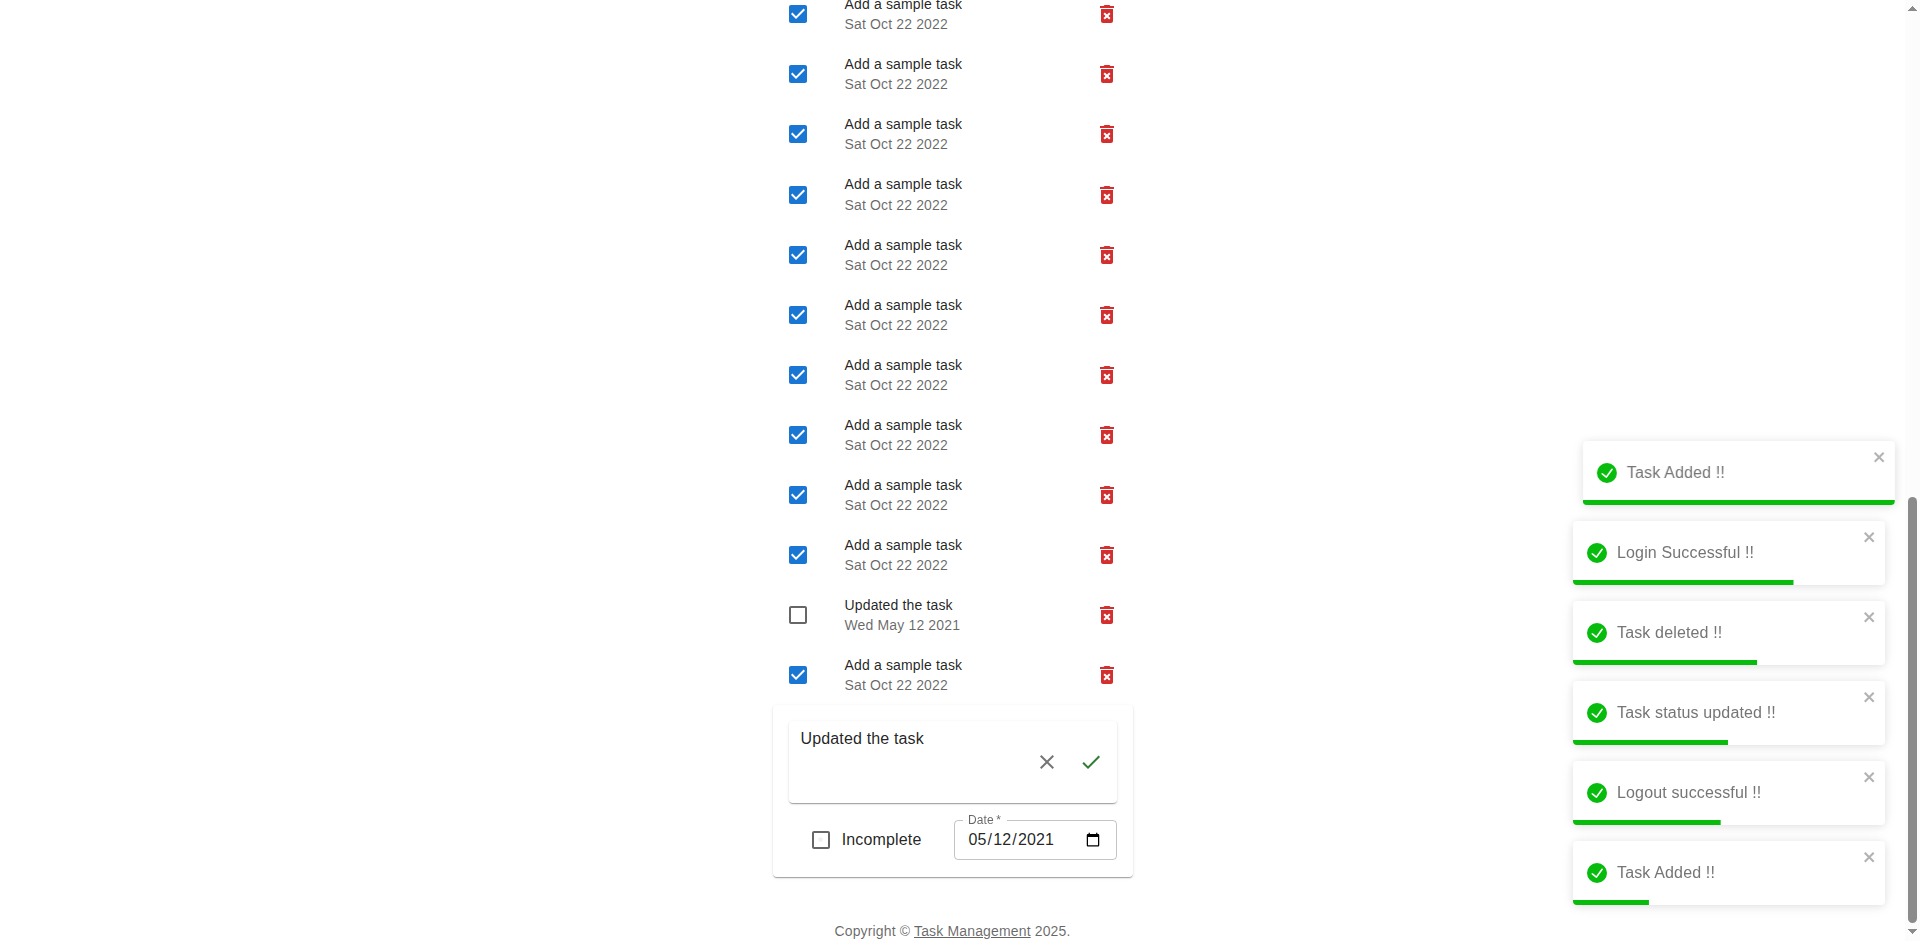 Add a sample task
Sat Oct 22 2022
Add a sample task
Sat Oct 22 2022
Add a sample task
Sat Oct 22 2022
Add a sample task
Sat Oct 22 2022
Add a sample task
Sat Oct 22 2022
Add a sample task
Sat Oct 22 2022
Add a sample task
Sat Oct 22 2022
Add a sample task
Sat Oct 22 2022
Add a sample task
Sat Oct 22 2022
Add a sample task
Sat Oct 22 2022
Updated the task
Wed May 12 2021
Add a sample task
Sat Oct 22 2022
Updated the task
Incomplete
Date *
05/12/2021
Copyright © Task Management 2025.
Task Added !!
Login Successful !!
Task deleted !!
Task status updated !!
Logout successful !!
Task Added !!